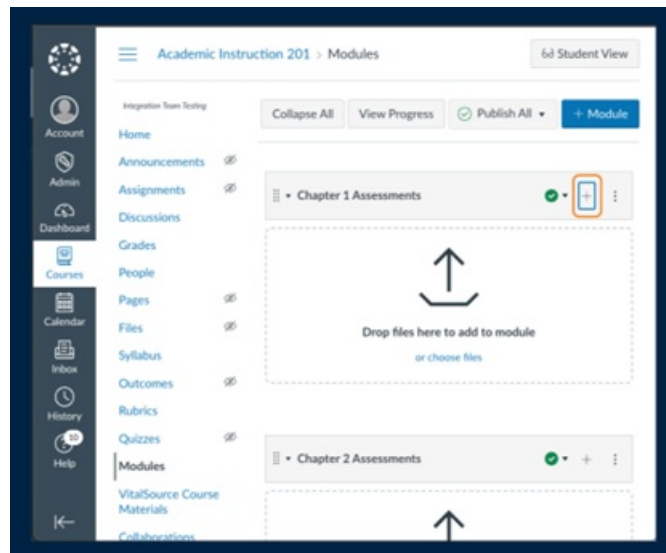 Academic Instruction 201 > Modules
Student View
Account
Admin
Dashboard
Courses
Calendar
Inbox
History
10
Help
Integration Team Testing
Home
Announcements
Assignments
Discussions
Grades
People
Pages
Files
Syllabus
Outcomes
Rubrics
Quizzes
Modules
VitalSource Course
Materials
Collaborations
Collapse All
View Progress
Publish All
+ Module
Chapter 1 Assessments
Drop files here to add to module
or choose files
Chapter 2 Assessments